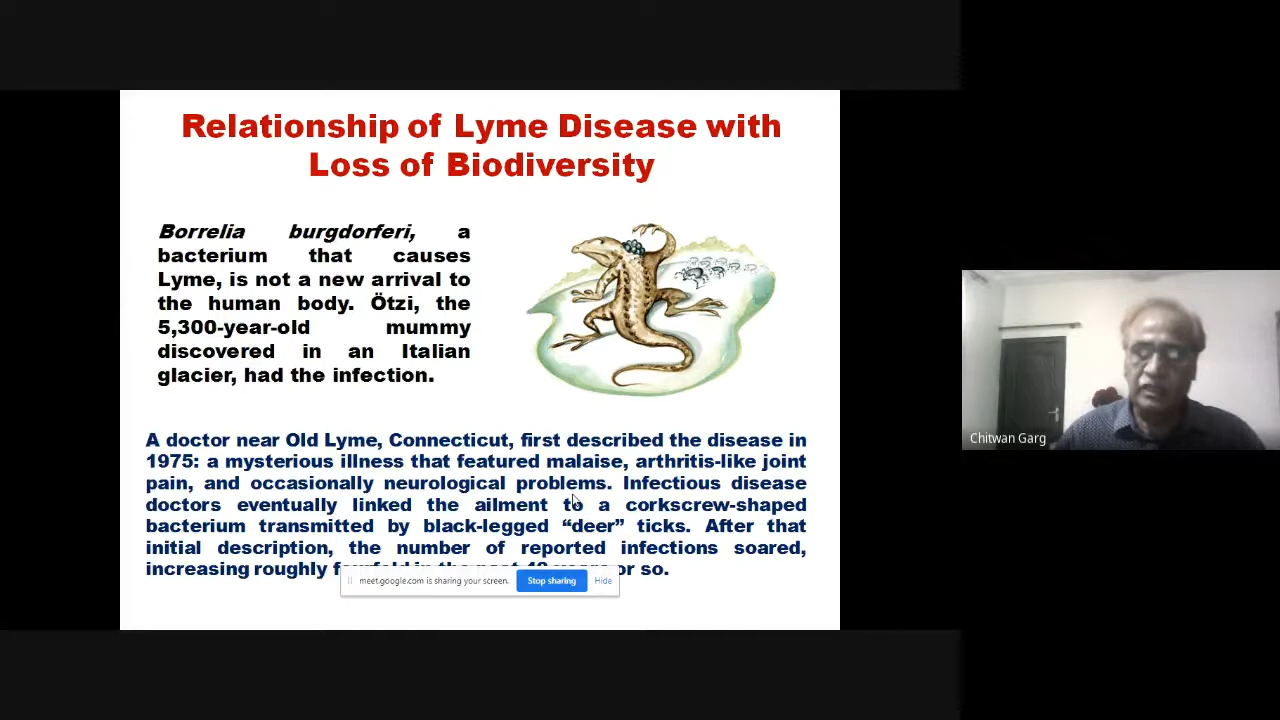 Relationship of Lyme Disease with
Loss of Biodiversity
Borrelia burgdorferi, a
bacterium that causes
Lyme, is not a new arrival to
the human body. Ötzi, the
5,300-year-old mummy
discovered in an Italian
glacier, had the infection.
A doctor near Old Lyme, Connecticut, first described the disease in
1975: a mysterious illness that featured malaise, arthritis-like joint
pain, and occasionally neurological problems. Infectious disease
doctors eventually linked the ailment to a corkscrew-shaped
bacterium transmitted by black-legged “deer” ticks. After that
initial description, the number of reported infections soared,
increasing roughly or so.
meet.google.com is sharing your screen. Stop sharing Hide
Chitwan Garg